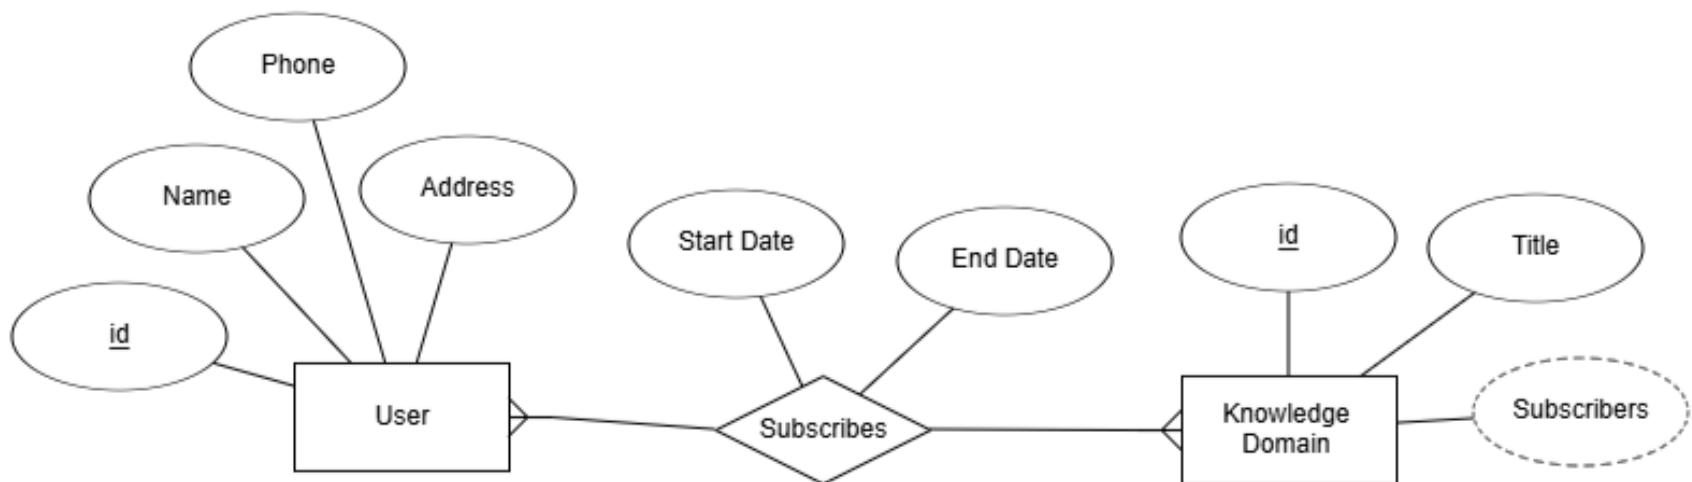 Phone
Name
Address
id
User
Start Date
End Date
Subscribes
id
Title
Knowledge
Domain
Subscribers